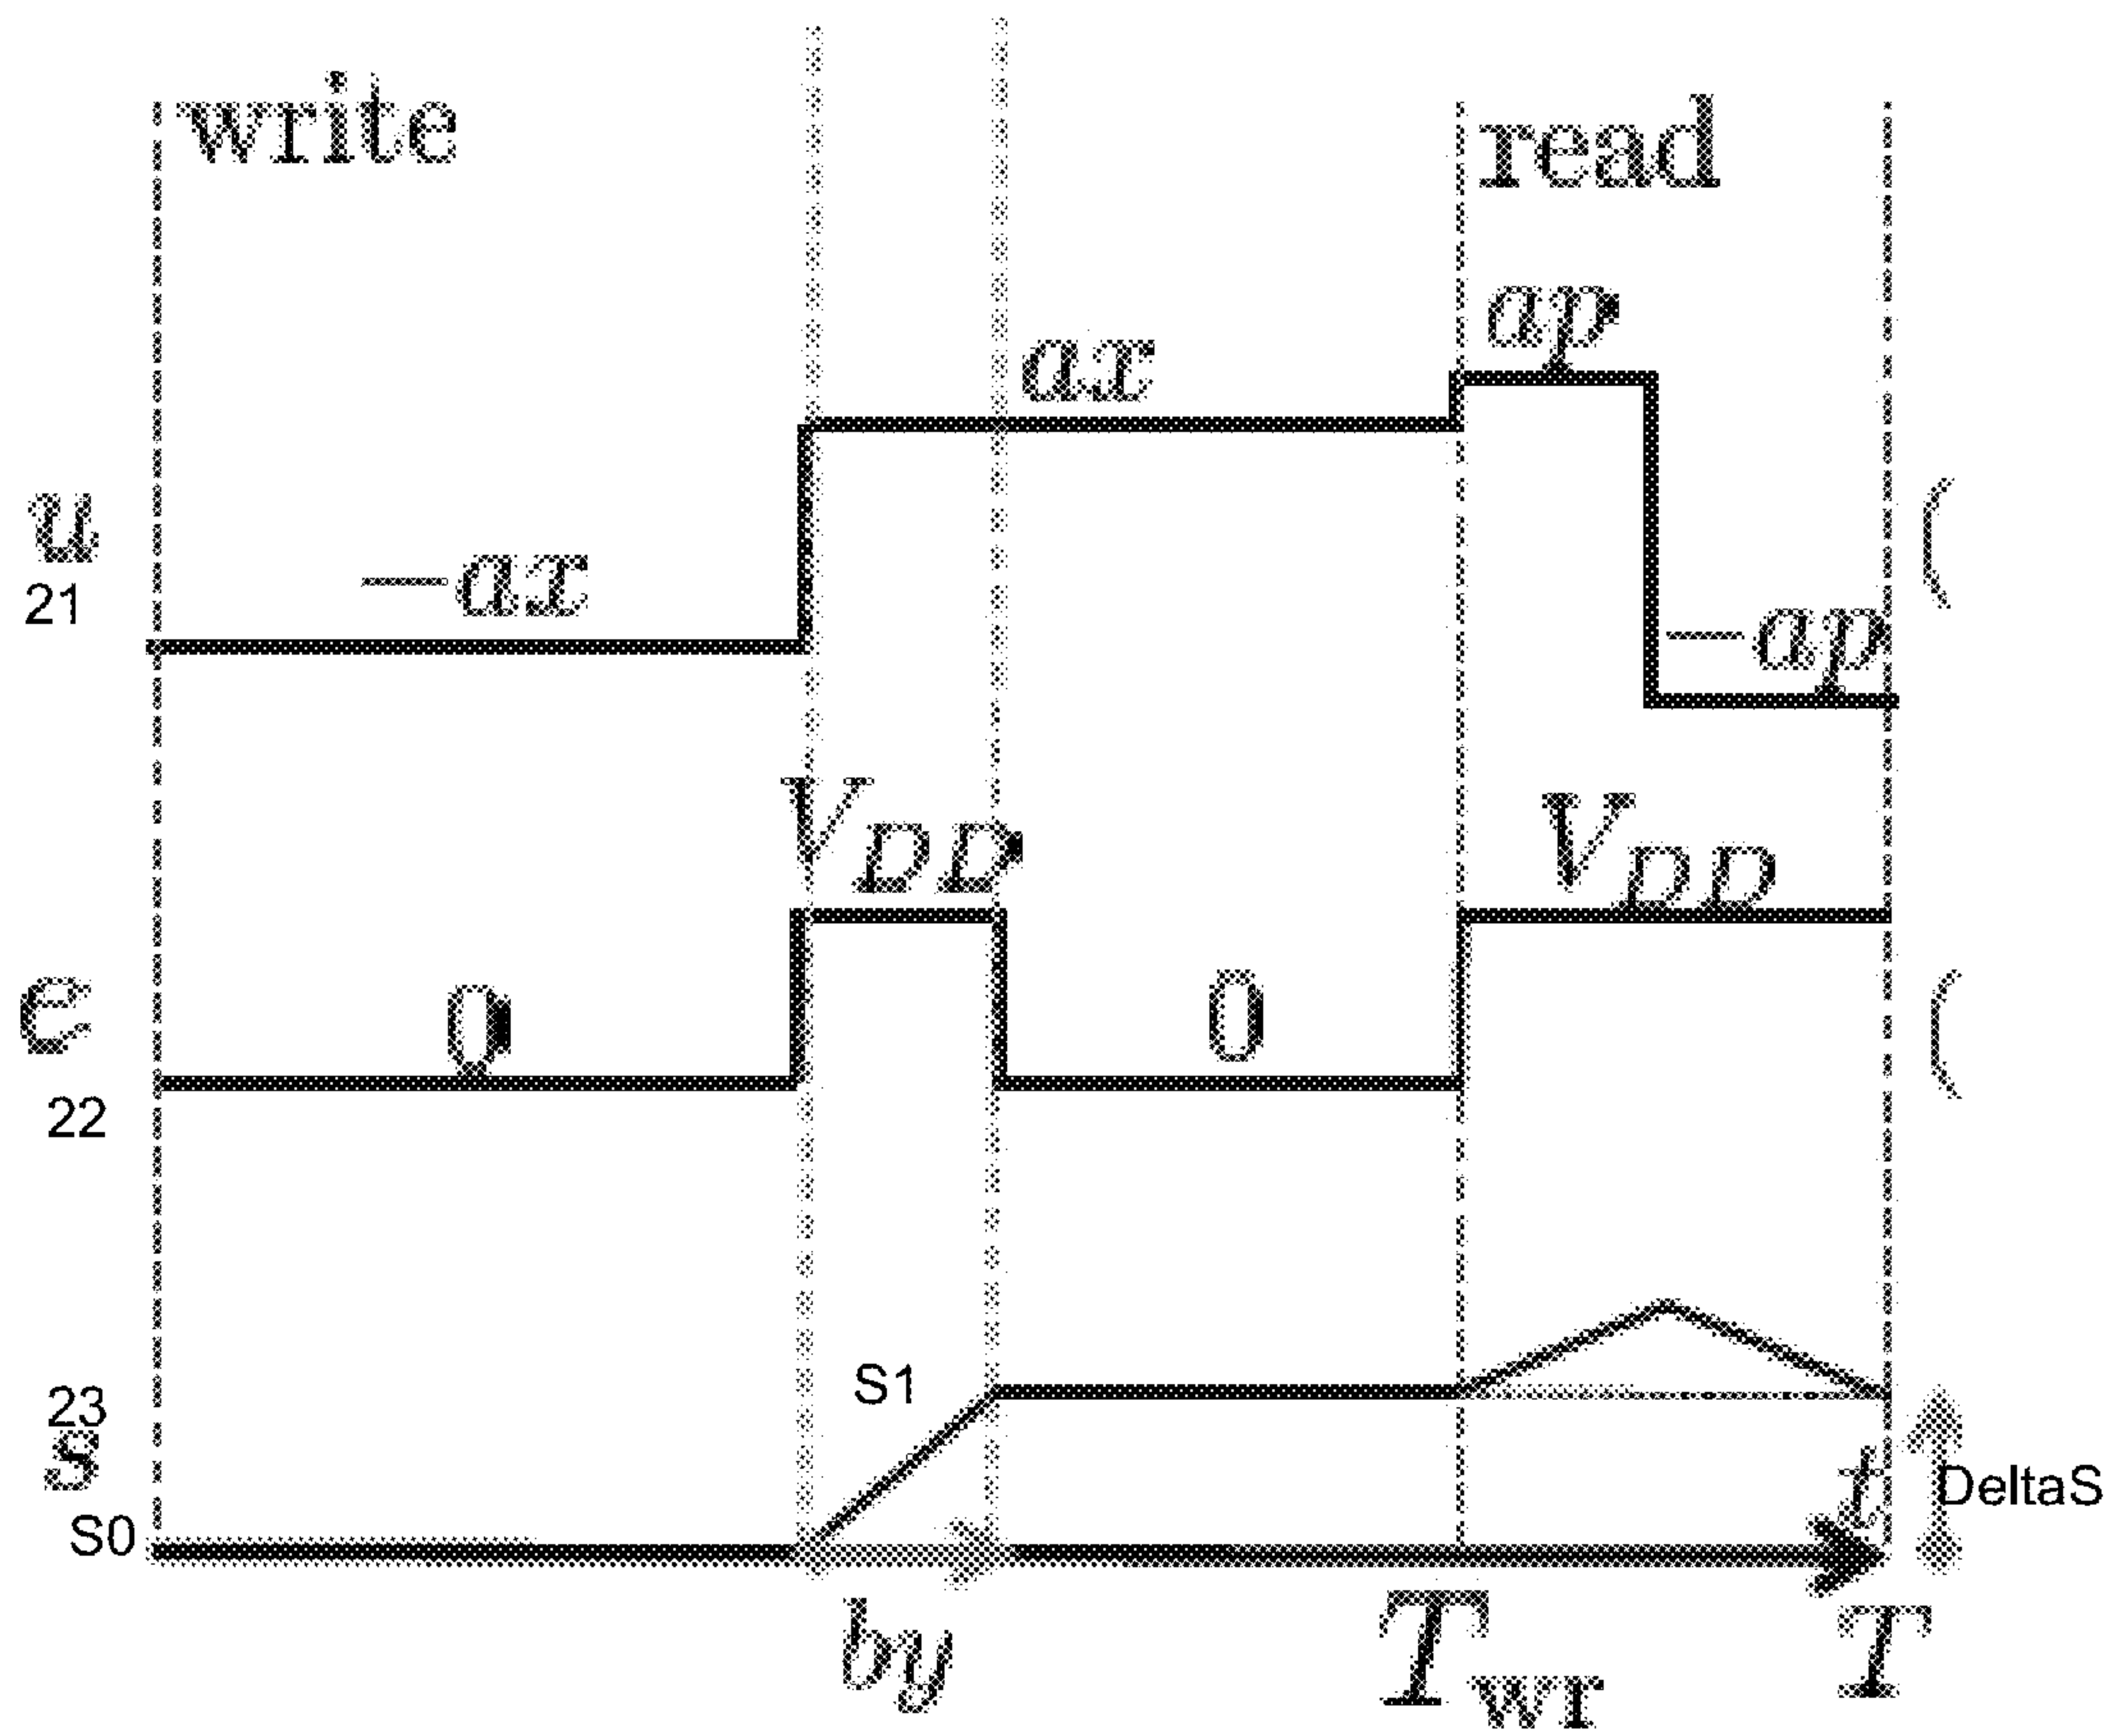 write
read
ap
ax
u
21
−ax
−ap
V_DD
V_DD
e
0
0
22
S1
23
s
t
DeltaS
S0
by
T_wr
T